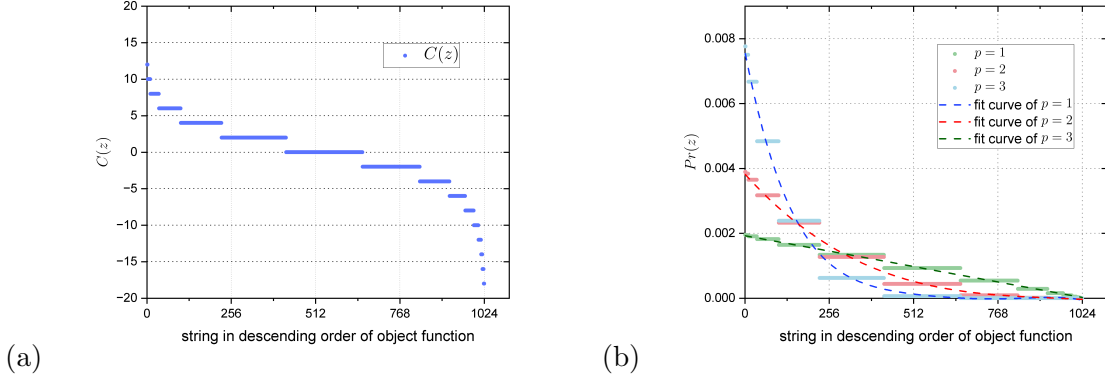 20
15
10
5
0
−5
−10
−15
−20
C(z)
C(z)
0 256 512 768 1024
string in descending order of object function
(a)
0.008
0.006
0.004
0.002
0.000
Pr(z)
p = 1
p = 2
p = 3
fit curve of p = 1
fit curve of p = 2
fit curve of p = 3
0 256 512 768 1024
string in descending order of object function
(b)